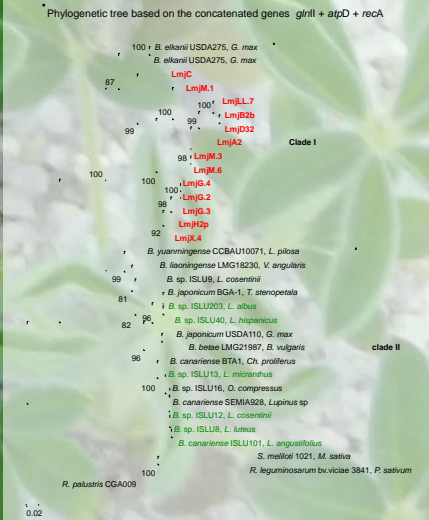 Phylogenetic tree based on the concatenated genes glnII + atpD + recA
100 B. elkanii USDA275, G. max
B. elkanii USDA275, G. max
LmjC
87
LmjM.1
LmjLL.7
100
100 LmjB2b
99
99 LmjD32
LmjA2
Clade I
98 LmjM.3
LmjM.6
100
100 LmjG.4
100
LmjG.2
98 LmjG.3
LmjH2p
92
LmjX.4
B. yuanmingense CCBAU10071, L. pilosa
B. liaoningense LMG18230, V. angularis
99 B. sp. ISLU9, L. cosentinii
B. japonicum BGA-1, T. stenopetala
81
B. sp. ISLU203, L. albus
96 B. sp. ISLU40, L. hispanicus
82
B. japonicum USDA110, G. max
B. betae LMG21987, B. vulgaris
clade II
96
B. canariense BTA1, Ch. proliferus
B. sp. ISLU13, L. micranthus
100 B. sp. ISLU16, O. compressus
B. canariense SEMIA928, Lupinus sp
B. sp. ISLU12, L. cosentinii
B. sp. ISLU8, L. luteus
B. canariense ISLU101, L. angustifolius
S. meliloti 1021, M. sativa
100 R. leguminosarum bv.viciae 3841, P. sativum
R. palustris CGA009
0.02